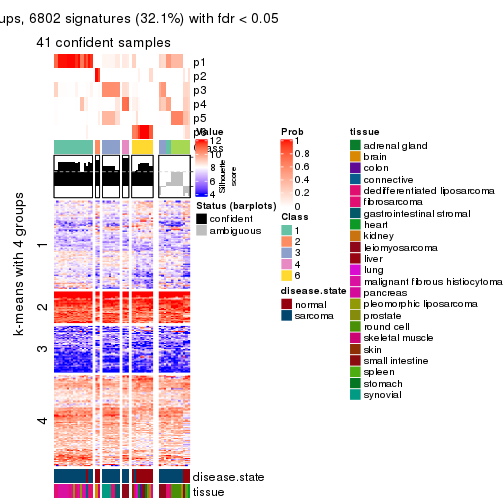 ups, 6802 signatures (32.1%) with fdr < 0.05
41 confident samples
p1
p2
p3
p4
p5
Class
k-means with 4 groups
1
2
3
4
disease.state
tissue
Value
12
10
8
6
4
Silhouette
score
Status (barplots)
confident
ambiguous
Prob
1
0.8
0.6
0.4
0.2
0
Class
1
2
3
4
6
disease.state
normal
sarcoma
tissue
adrenal gland
brain
colon
connective
dedifferentiated liposarcoma
fibrosarcoma
gastrointestinal stromal
heart
kidney
leiomyosarcoma
liver
lung
malignant fibrous histiocytoma
pancreas
pleomorphic liposarcoma
prostate
round cell
skeletal muscle
skin
small intestine
spleen
stomach
synovial